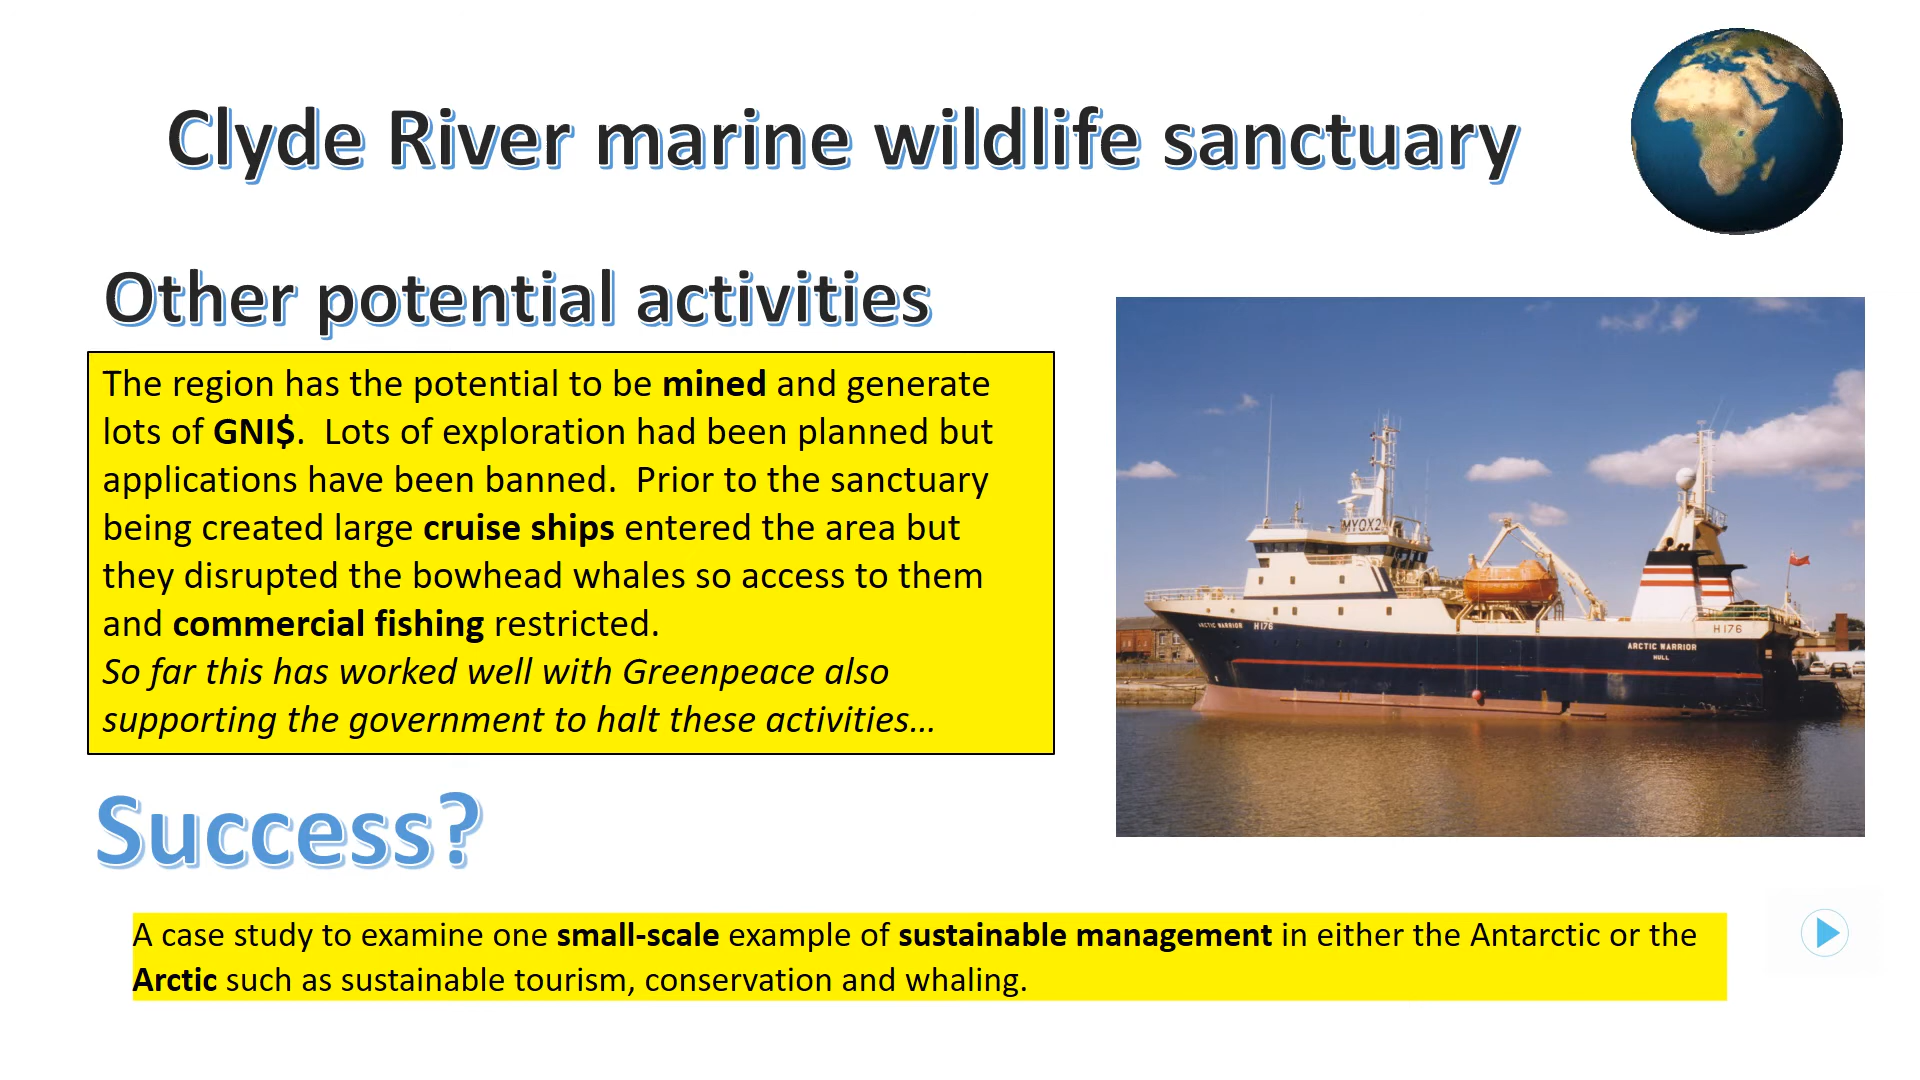 Clyde River marine wildlife sanctuary
Other potential activities
The region has the potential to be mined and generate
lots of GNI$.  Lots of exploration had been planned but
applications have been banned.  Prior to the sanctuary
being created large cruise ships entered the area but
they disrupted the bowhead whales so access to them
and commercial fishing restricted.
So far this has worked well with Greenpeace also
supporting the government to halt these activities…
MYQX2
ARCTIC WARRIOR H176
H176
ARCTIC WARRIOR
HULL
Success?
A case study to examine one small-scale example of sustainable management in either the Antarctic or the
Arctic such as sustainable tourism, conservation and whaling.